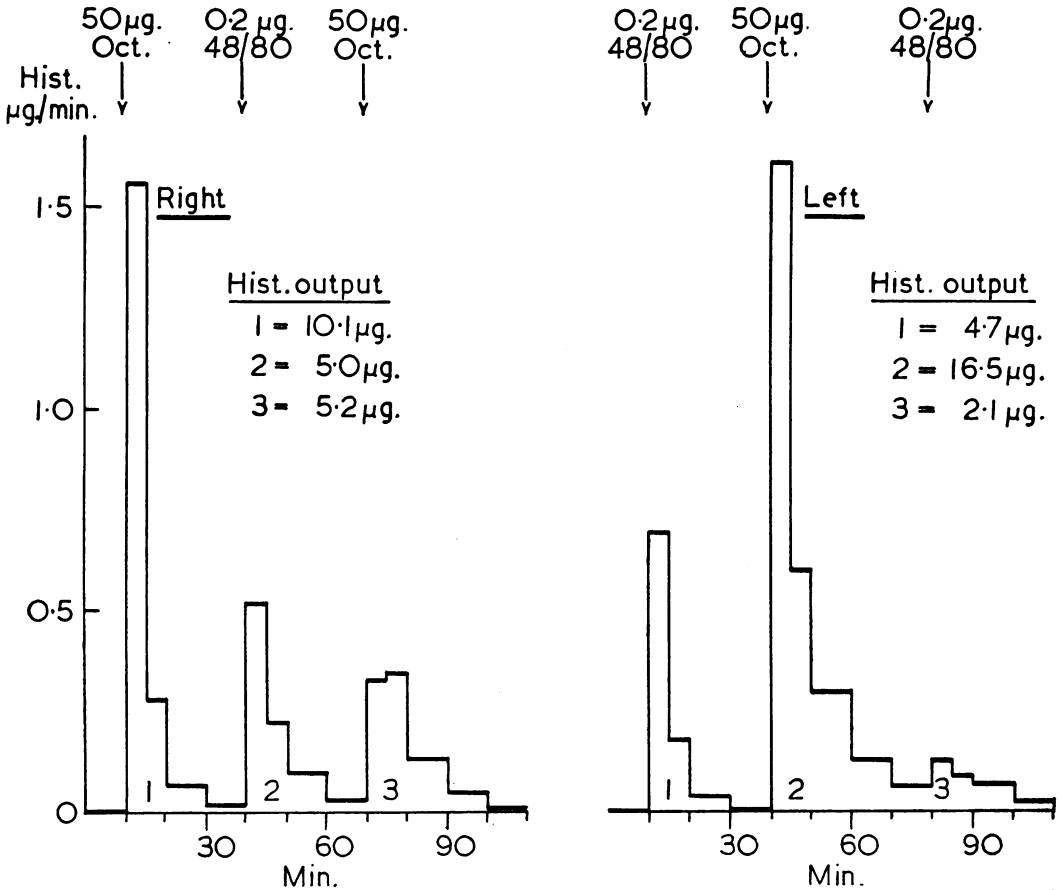 50μg. 0·2μg. 50μg.
Oct. 48/80 Oct.
0·2μg. 50μg. 0·2μg.
48/80 Oct. 48/80
Hist.
μg/min.
1·5
1·0
0·5
0
Right
Hist. output
1 = 10·1μg.
2 = 5·0μg.
3 = 5·2μg.
1 2 3
30 60 90
Min.
Left
Hist. output
1 = 4·7μg.
2 = 16·5μg.
3 = 2·1μg.
1 2 3
30 60 90
Min.